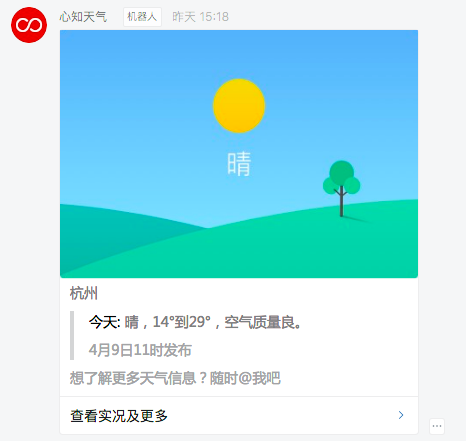 心知天气 机器人 昨天 15:18
晴
杭州
今天: 晴，14°到29°，空气质量良。
4月9日11时发布
想了解更多天气信息？随时@我吧
查看实况及更多